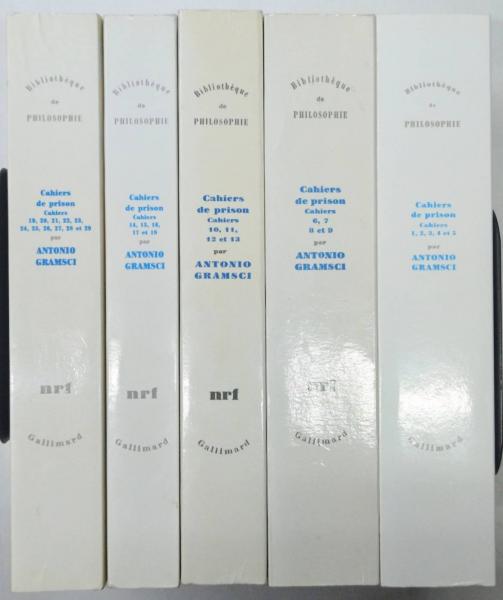 Bibliothèque
de
PHILOSOPHIE
Cahiers
de prison
Cahiers
19, 20, 21, 22, 23,
24, 25, 26, 27, 28 et 29
par
ANTONIO
GRAMSCI
nrf
Gallimard
Bibliothèque
de
PHILOSOPHIE
Cahiers
de prison
Cahiers
14, 15, 16,
17 et 18
par
ANTONIO
GRAMSCI
nrf
Gallimard
Bibliothèque
de
PHILOSOPHIE
Cahiers
de prison
Cahiers
10, 11,
12 et 13
par
ANTONIO
GRAMSCI
nrf
Gallimard
Bibliothèque
de
PHILOSOPHIE
Cahiers
de prison
Cahiers
6, 7
8 et 9
par
ANTONIO
GRAMSCI
nrf
Gallimard
Bibliothèque
de
PHILOSOPHIE
Cahiers
de prison
Cahiers
1, 2, 3, 4 et 5
par
ANTONIO
GRAMSCI
Gallimard